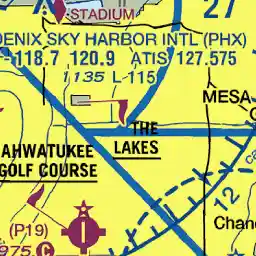 27
STADIUM
ENIX SKY HARBOR INTL (PHX)
118.7 120.9 ATIS 127.575
1135 L-115
MESA
THE
LAKES
AHWATUKEE
GOLF COURSE
12
Chan
(P19)
975 C